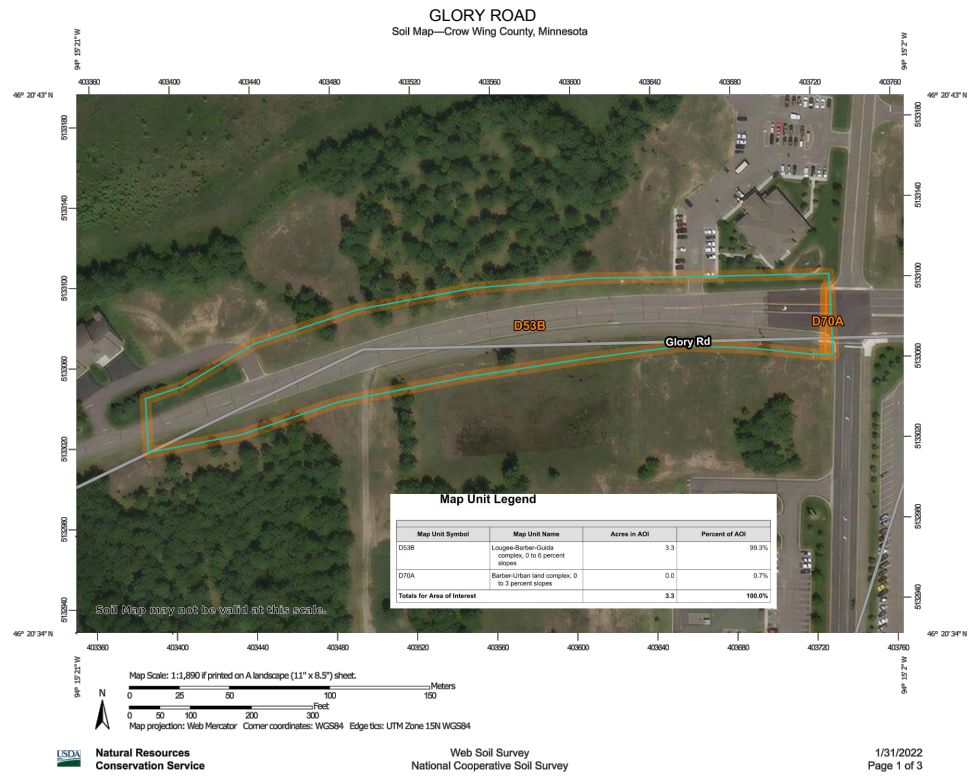 GLORY ROAD
Soil Map—Crow Wing County, Minnesota
94° 15' 21'' W
94° 15' 2'' W
403360 403400 403440 403480 403520 403560 403600 403640 403680 403720 403760
46° 20' 43'' N
46° 20' 43'' N
5133180
5133180
5133140
5133140
5133100
5133100
D53B
D70A
Glory Rd
5133060
5133060
5133020
5133020
Map Unit Legend
Map Unit Symbol Map Unit Name Acres in AOI Percent of AOI
D53B Lougee-Barber-Guida 3.3 99.3%
complex, 0 to 6 percent
slopes
D70A Barber-Urban land complex, 0 0.0 0.7%
to 3 percent slopes
Totals for Area of Interest 3.3 100.0%
5132980
5132980
5132940
5132940
Soil Map may not be valid at this scale.
46° 20' 34'' N
46° 20' 34'' N
403360 403400 403440 403480 403520 403560 403600 403640 403680 403720 403760
94° 15' 21'' W
94° 15' 2'' W
Map Scale: 1:1,890 if printed on A landscape (11" x 8.5") sheet.
N
Meters
0 25 50 100 150
Feet
0 50 100 200 300
Map projection: Web Mercator Corner coordinates: WGS84 Edge tics: UTM Zone 15N WGS84
USDA
Natural Resources
Conservation Service
Web Soil Survey
National Cooperative Soil Survey
1/31/2022
Page 1 of 3